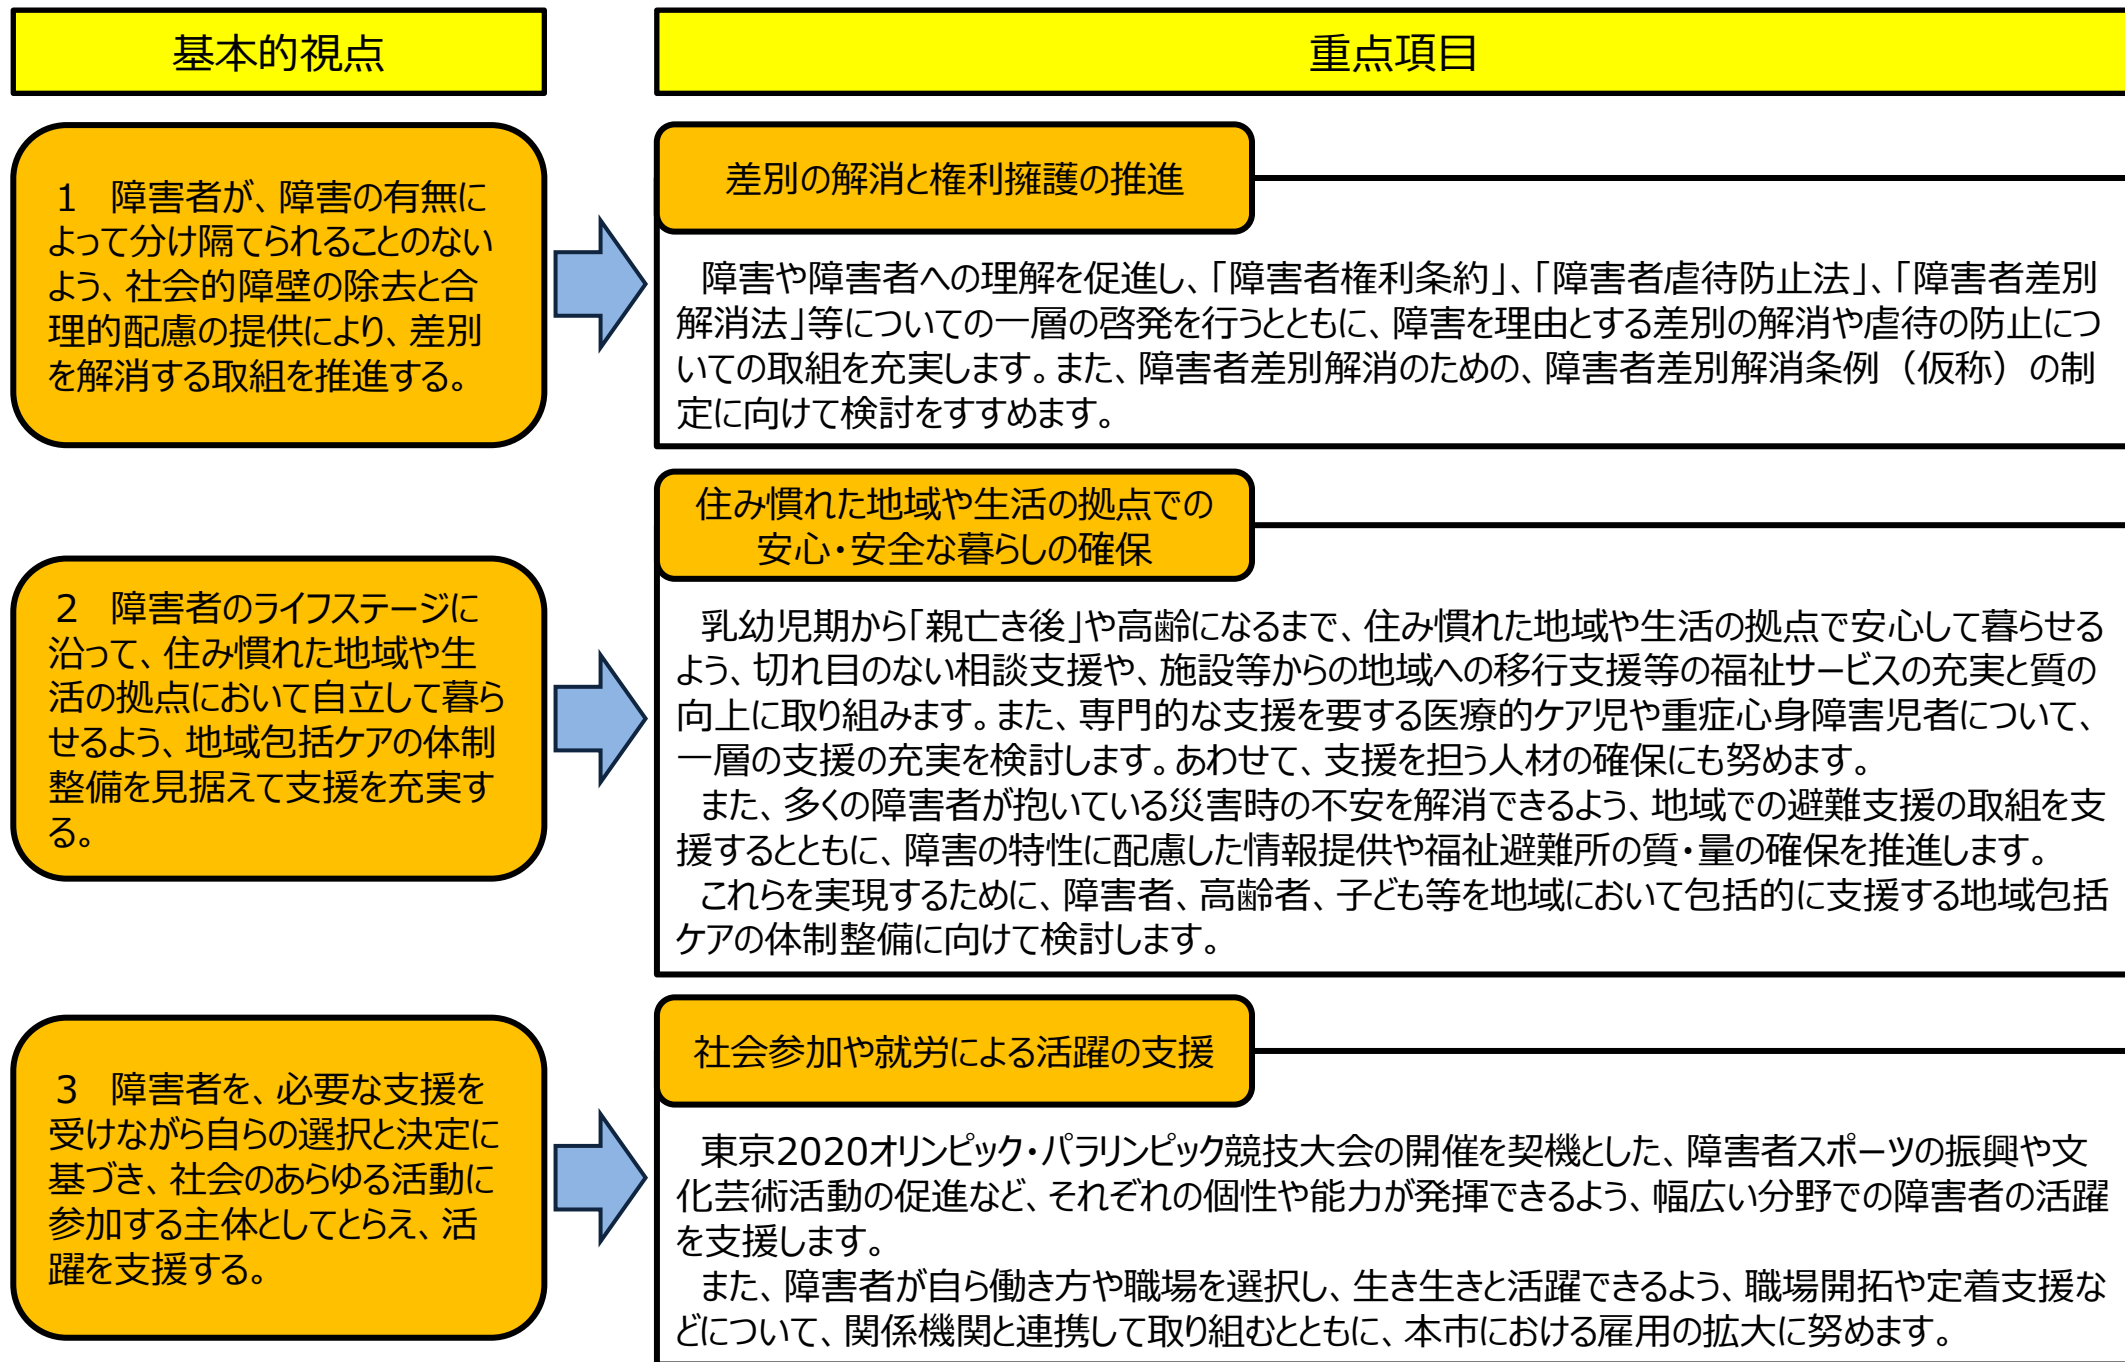 基本的視点
重点項目
1 障害者が、障害の有無に
よって分け隔てられることのない
よう、社会的障壁の除去と合
理的配慮の提供により、差別
を解消する取組を推進する。
差別の解消と権利擁護の推進
障害や障害者への理解を促進し、「障害者権利条約」、「障害者虐待防止法」、「障害者差別
解消法」等についての一層の啓発を行うとともに、障害を理由とする差別の解消や虐待の防止につ
いての取組を充実します。また、障害者差別解消のための、障害者差別解消条例（仮称）の制
定に向けて検討をすすめます。
2 障害者のライフステージに
沿って、住み慣れた地域や生
活の拠点において自立して暮ら
せるよう、地域包括ケアの体制
整備を見据えて支援を充実す
る。
住み慣れた地域や生活の拠点での
安心・安全な暮らしの確保
乳幼児期から「親亡き後」や高齢になるまで、住み慣れた地域や生活の拠点で安心して暮らせる
よう、切れ目のない相談支援や、施設等からの地域への移行支援等の福祉サービスの充実と質の
向上に取り組みます。また、専門的な支援を要する医療的ケア児や重症心身障害児者について、
一層の支援の充実を検討します。あわせて、支援を担う人材の確保にも努めます。
また、多くの障害者が抱いている災害時の不安を解消できるよう、地域での避難支援の取組を支
援するとともに、障害の特性に配慮した情報提供や福祉避難所の質・量の確保を推進します。
これらを実現するために、障害者、高齢者、子ども等を地域において包括的に支援する地域包括
ケアの体制整備に向けて検討します。
3 障害者を、必要な支援を
受けながら自らの選択と決定に
基づき、社会のあらゆる活動に
参加する主体としてとらえ、活
躍を支援する。
社会参加や就労による活躍の支援
東京2020オリンピック・パラリンピック競技大会の開催を契機とした、障害者スポーツの振興や文
化芸術活動の促進など、それぞれの個性や能力が発揮できるよう、幅広い分野での障害者の活躍
を支援します。
また、障害者が自ら働き方や職場を選択し、生き生きと活躍できるよう、職場開拓や定着支援な
どについて、関係機関と連携して取り組むとともに、本市における雇用の拡大に努めます。